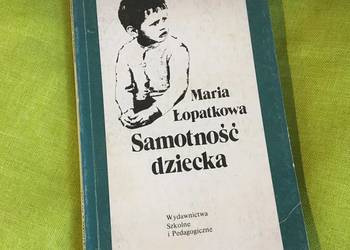 Maria
Łopatkowa
Samotność
dziecka
Wydawnictwa
Szkolne
i Pedagogiczne